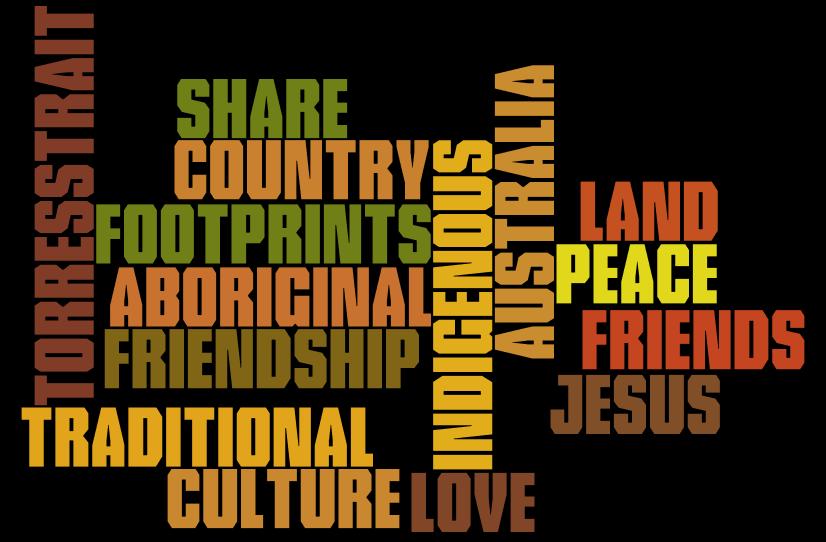 TORRESSTRAIT
SHARE
COUNTRY
FOOTPRINTS
ABORIGINAL
FRIENDSHIP
TRADITIONAL
CULTURE
INDIGENOUS
AUSTRALIA
LAND
PEACE
FRIENDS
JESUS
LOVE